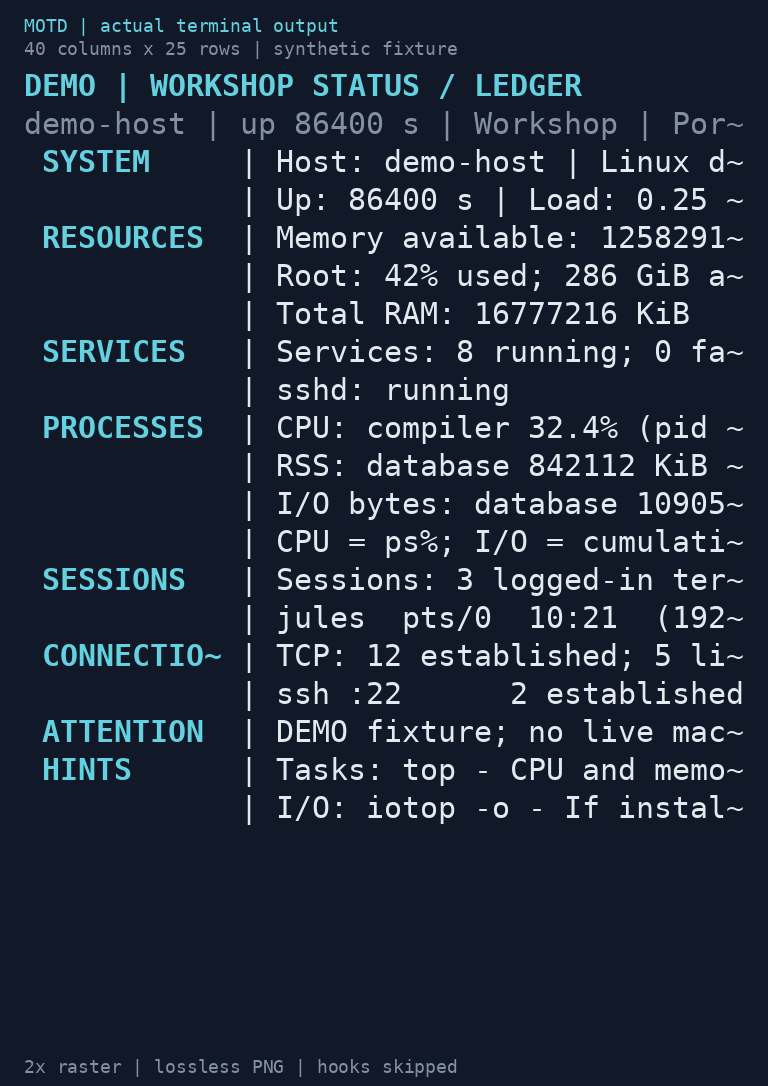 MOTD | actual terminal output
40 columns x 25 rows | synthetic fixture
DEMO | WORKSHOP STATUS / LEDGER
demo-host | up 86400 s | Workshop | Por~
SYSTEM | Host: demo-host | Linux d~
| Up: 86400 s | Load: 0.25 ~
RESOURCES | Memory available: 1258291~
| Root: 42% used; 286 GiB a~
| Total RAM: 16777216 KiB
SERVICES | Services: 8 running; 0 fa~
| sshd: running
PROCESSES | CPU: compiler 32.4% (pid ~
| RSS: database 842112 KiB ~
| I/O bytes: database 10905~
| CPU = ps%; I/O = cumulati~
SESSIONS | Sessions: 3 logged-in ter~
| jules  pts/0  10:21  (192~
CONNECTIO~ | TCP: 12 established; 5 li~
| ssh :22      2 established
ATTENTION | DEMO fixture; no live mac~
HINTS | Tasks: top - CPU and memo~
| I/O: iotop -o - If instal~
2x raster | lossless PNG | hooks skipped